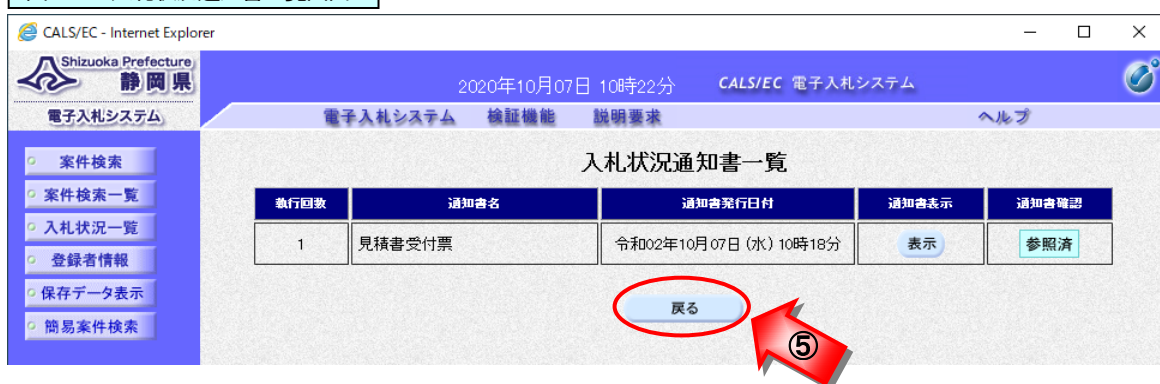 CALS/EC - Internet Explorer
Shizuoka Prefecture
静岡県
2020年10月07日 10時22分 CALS/EC 電子入札システム
電子入札システム
電子入札システム 検証機能 説明要求 ヘルプ
案件検索
案件検索一覧
入札状況一覧
登録者情報
保存データ表示
簡易案件検索
入札状況通知書一覧
執行回数 通知書名 通知書発行日付 通知書表示 通知書確認
1 見積書受付票 令和02年10月07日 (水) 10時18分 表示 参照済
戻る
⑤